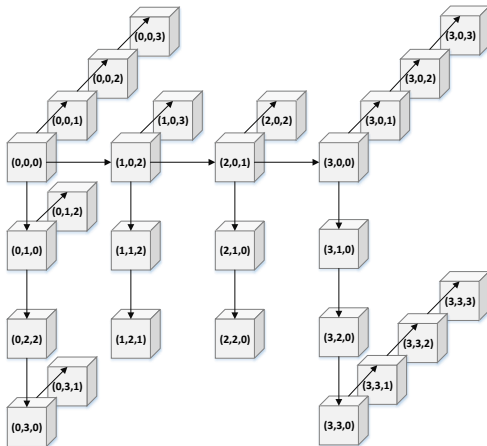 (0,0,3) (3,0,3)
(0,0,2) (3,0,2)
(0,0,1) (1,0,3) (2,0,2) (3,0,1)
(0,0,0) (1,0,2) (2,0,1) (3,0,0)
(0,1,2)
(0,1,0) (1,1,2) (2,1,0) (3,1,0)
(3,3,3)
(0,2,2) (1,2,1) (2,2,0) (3,2,0) (3,3,2)
(0,3,1) (3,3,1)
(0,3,0) (3,3,0)